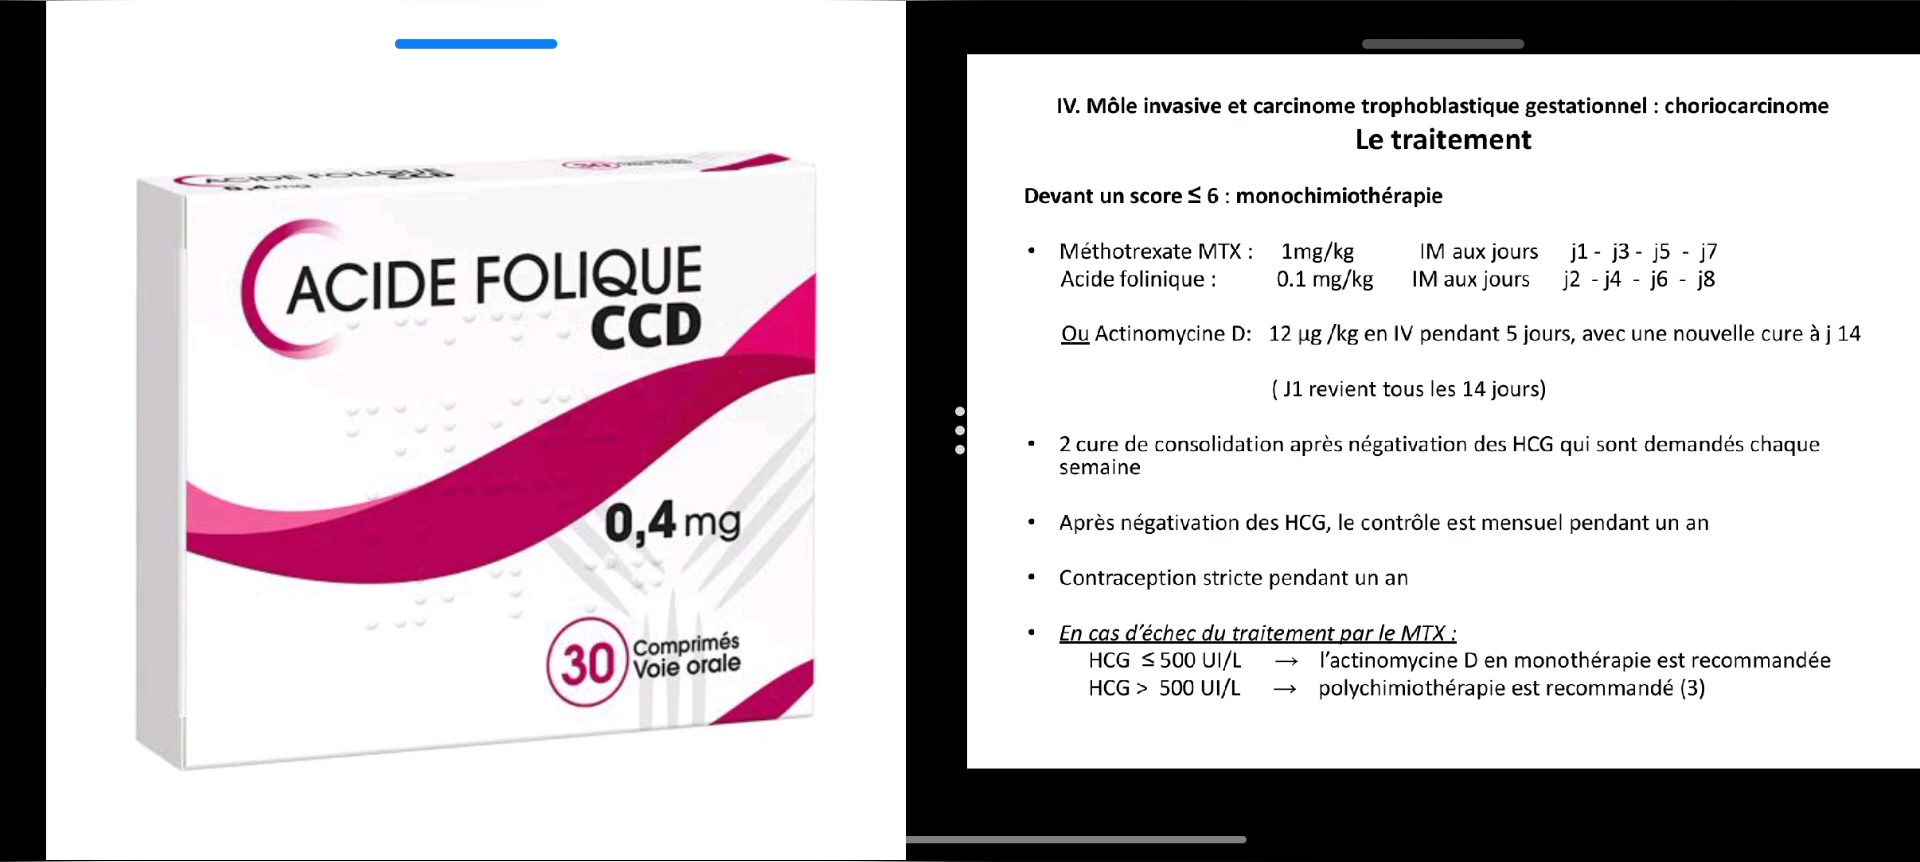 ACIDE FOLIQUE
CCD
0,4 mg
ACIDE FOLIQUE
CCD
0,4 mg
30 Comprimés
Voie orale
IV. Môle invasive et carcinome trophoblastique gestationnel : choriocarcinome
Le traitement
Devant un score ≤ 6 : monochimiothérapie
• Méthotrexate MTX : 1mg/kg IM aux jours j1 - j3 - j5 - j7
Acide folinique : 0.1 mg/kg IM aux jours j2 - j4 - j6 - j8
Ou Actinomycine D: 12 µg /kg en IV pendant 5 jours, avec une nouvelle cure à j 14
( J1 revient tous les 14 jours)
• 2 cure de consolidation après négativation des HCG qui sont demandés chaque
semaine
• Après négativation des HCG, le contrôle est mensuel pendant un an
• Contraception stricte pendant un an
• En cas d’échec du traitement par le MTX :
HCG ≤ 500 UI/L → l’actinomycine D en monothérapie est recommandée
HCG > 500 UI/L → polychimiothérapie est recommandé (3)